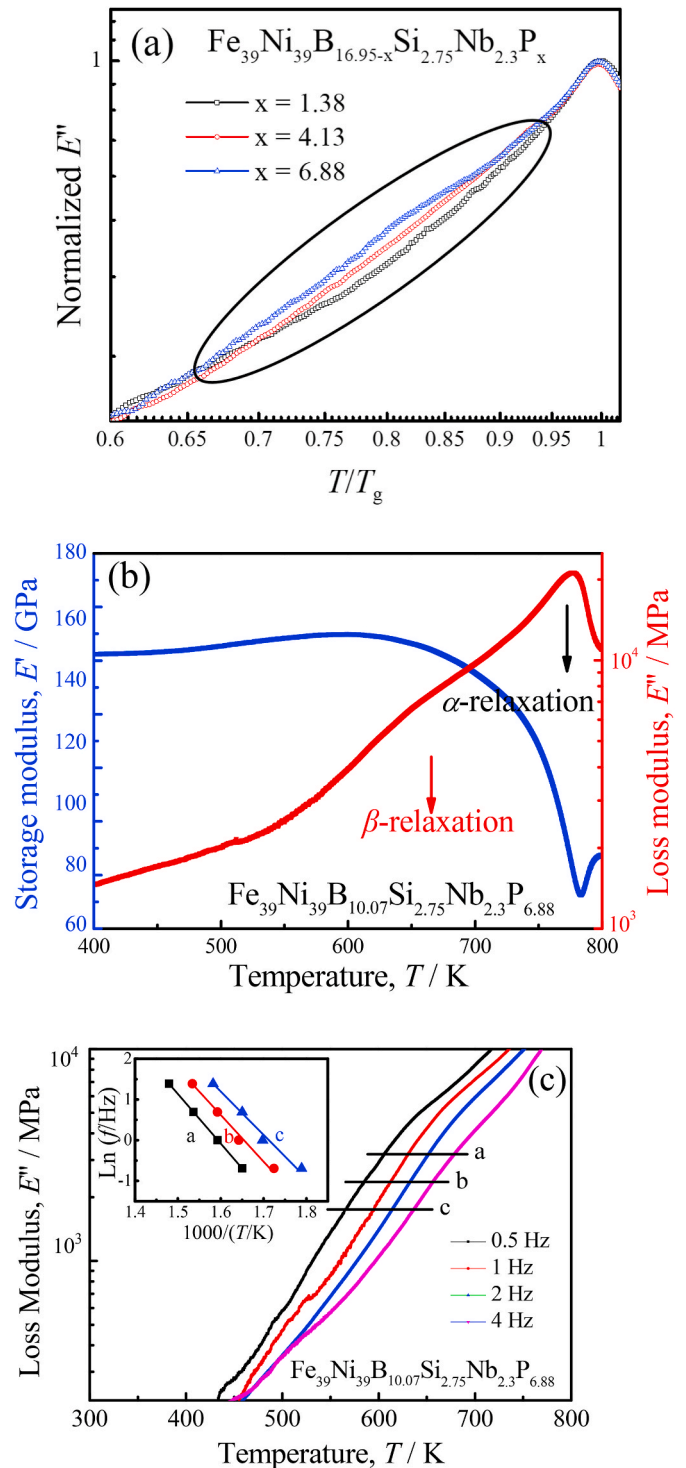 (a)
Fe39Ni39B16.95-xSi2.75Nb2.3Px
x = 1.38
x = 4.13
x = 6.88
1
Normalized E"
0.6 0.65 0.7 0.75 0.8 0.85 0.9 0.95 1
T/Tg
(b)
180
160
140
120
100
80
60
Storage modulus, E' / GPa
10^4
10^3
Loss modulus, E" / MPa
α-relaxation
β-relaxation
Fe39Ni39B10.07Si2.75Nb2.3P6.88
400 500 600 700 800
Temperature, T / K
(c)
10^4
10^3
Loss Modulus, E" / MPa
2
1
0
-1
Ln (f/Hz)
a b c
1.4 1.5 1.6 1.7 1.8 1.9
1000/(T/K)
a
b
c
0.5 Hz
1 Hz
2 Hz
4 Hz
Fe39Ni39B10.07Si2.75Nb2.3P6.88
300 400 500 600 700 800
Temperature, T / K